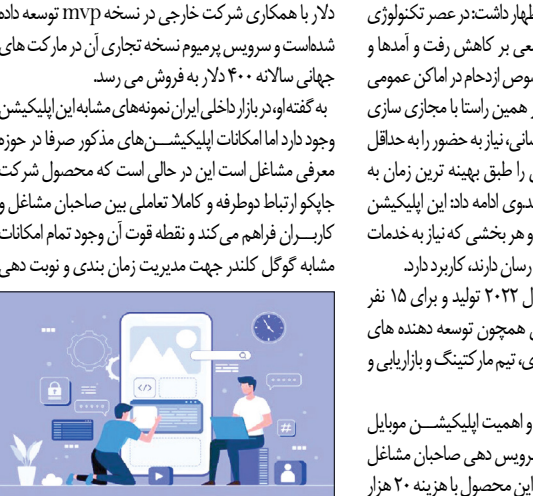 ظهار داشت: در عصر تکنولوژی
عی بر کاهش رفت و آمدها و
صوص ازدحام در اماکن عمومی
ر همین راستا با مجازی سازی
سانی، نیاز به حضور را به حداقل
ی را طبق بهینه ترین زمان به
دوی ادامه داد: این اپلیکیشن
و هر بخشی که نیاز به خدمات
رسان دارند، کاربرد دارد.
ل ۲۰۲۲ تولید و برای ۱۵ نفر
ی همچون توسعه دهنده های
ی، تیم مارکتینگ و بازاریابی و
و اهمیت اپلیکیشـــن موبایل
سرویس دهی صاحبان مشاغل
این محصول با هزینه ۲۰ هزار
دلار با همکاری شرکت خارجی در نسخه mvp توسعه داده
شده‌است و سرویس پرمیوم نسخه تجاری آن در مارکت های
جهانی سالانه ۴۰۰ دلار به فروش می رسد.
به گفته‌او، در بازار داخلی ایران نمونه‌های مشابه این اپلیکیشن
وجود دارد اما امکانات اپلیکیشـــن‌های مذکور صرفا در حوزه
معرفی مشاغل است این در حالی است که محصول شرکت
جاپکو ارتباط دوطرفه و کاملا تعاملی بین صاحبان مشاغل و
کاربـــران فراهم می‌کند و نقطه قوت آن وجود تمام امکانات
مشابه گوگل کلندر جهت مدیریت زمان بندی و نوبت دهی